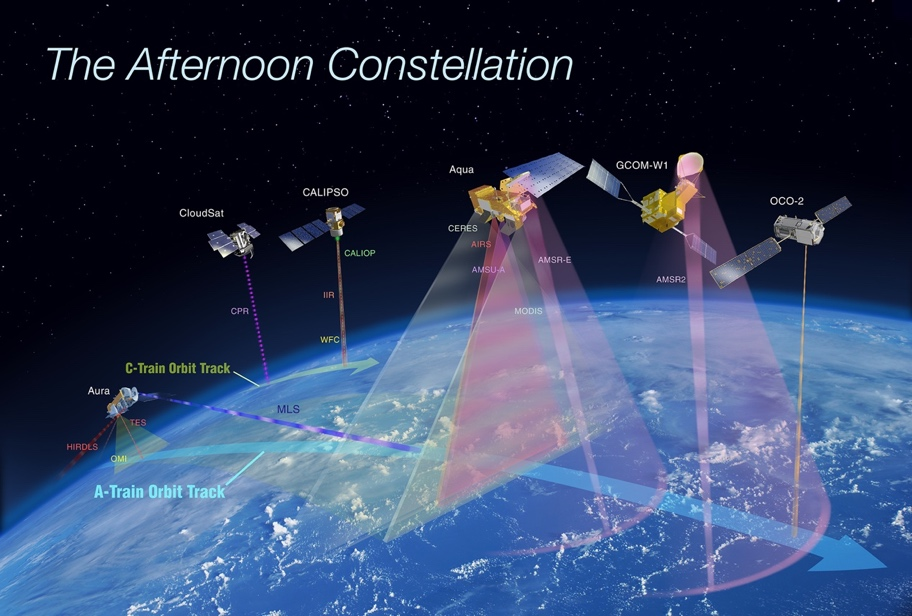 The Afternoon Constellation
Aqua
GCOM-W1
CALIPSO
OCO-2
CloudSat
CERES
AIRS
CALIOP
AMSR-E
AMSU-A
AMSR2
IIR
CPR
MODIS
WFC
C-Train Orbit Track
Aura
MLS
TES
HIRDLS
OMI
A-Train Orbit Track